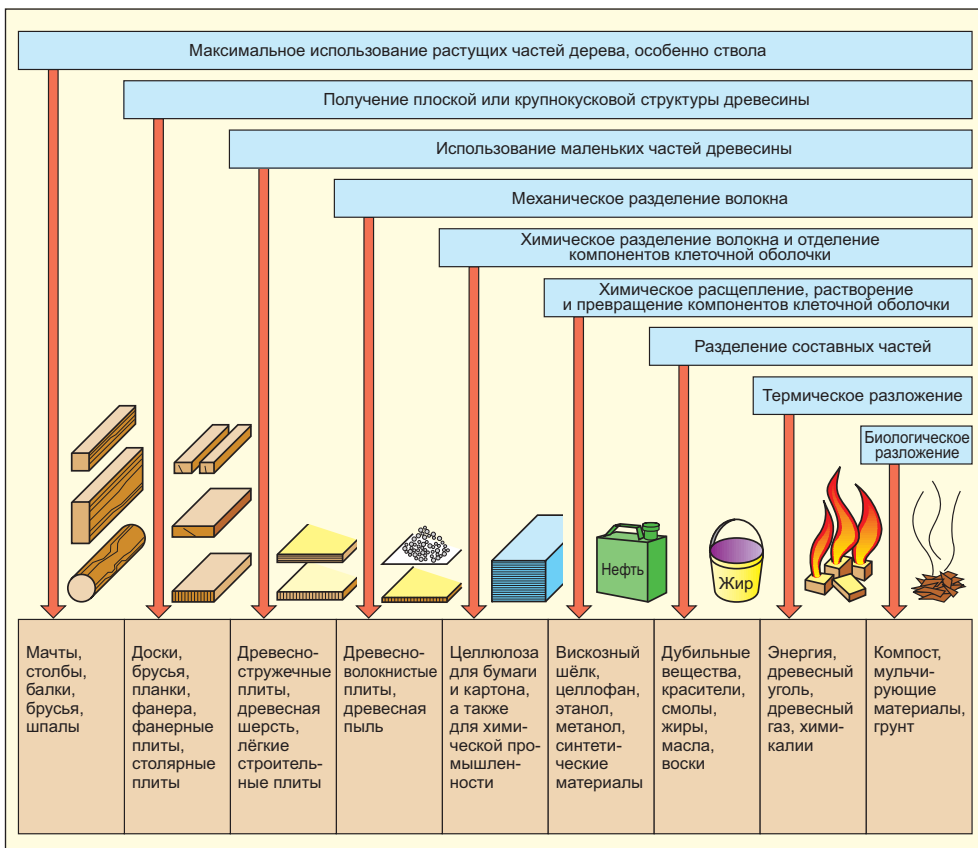 Максимальное использование растущих частей дерева, особенно ствола
Получение плоской или крупнокусковой структуры древесины
Использование маленьких частей древесины
Механическое разделение волокна
Химическое разделение волокна и отделение
компонентов клеточной оболочки
Химическое расщепление, растворение
и превращение компонентов клеточной оболочки
Разделение составных частей
Термическое разложение
Биологическое
разложение
Нефть
Жир
Мачты,
столбы,
балки,
брусья,
шпалы
Доски,
брусья,
планки,
фанера,
фанерные
плиты,
столярные
плиты
Древесно-
стружечные
плиты,
древесная
шерсть,
лёгкие
строитель-
ные плиты
Древесно-
волокнистые
плиты,
древесная
пыль
Целлюлоза
для бумаги
и картона,
а также
для хими-
ческой про-
мышлен-
ности
Вискозный
шёлк,
целлофан,
этанол,
метанол,
синтети-
ческие
материалы
Дубильные
вещества,
красители,
смолы,
жиры,
масла,
воски
Энергия,
древесный
уголь,
древесный
газ, хими-
калии
Компост,
мульчи-
рующие
материалы,
грунт